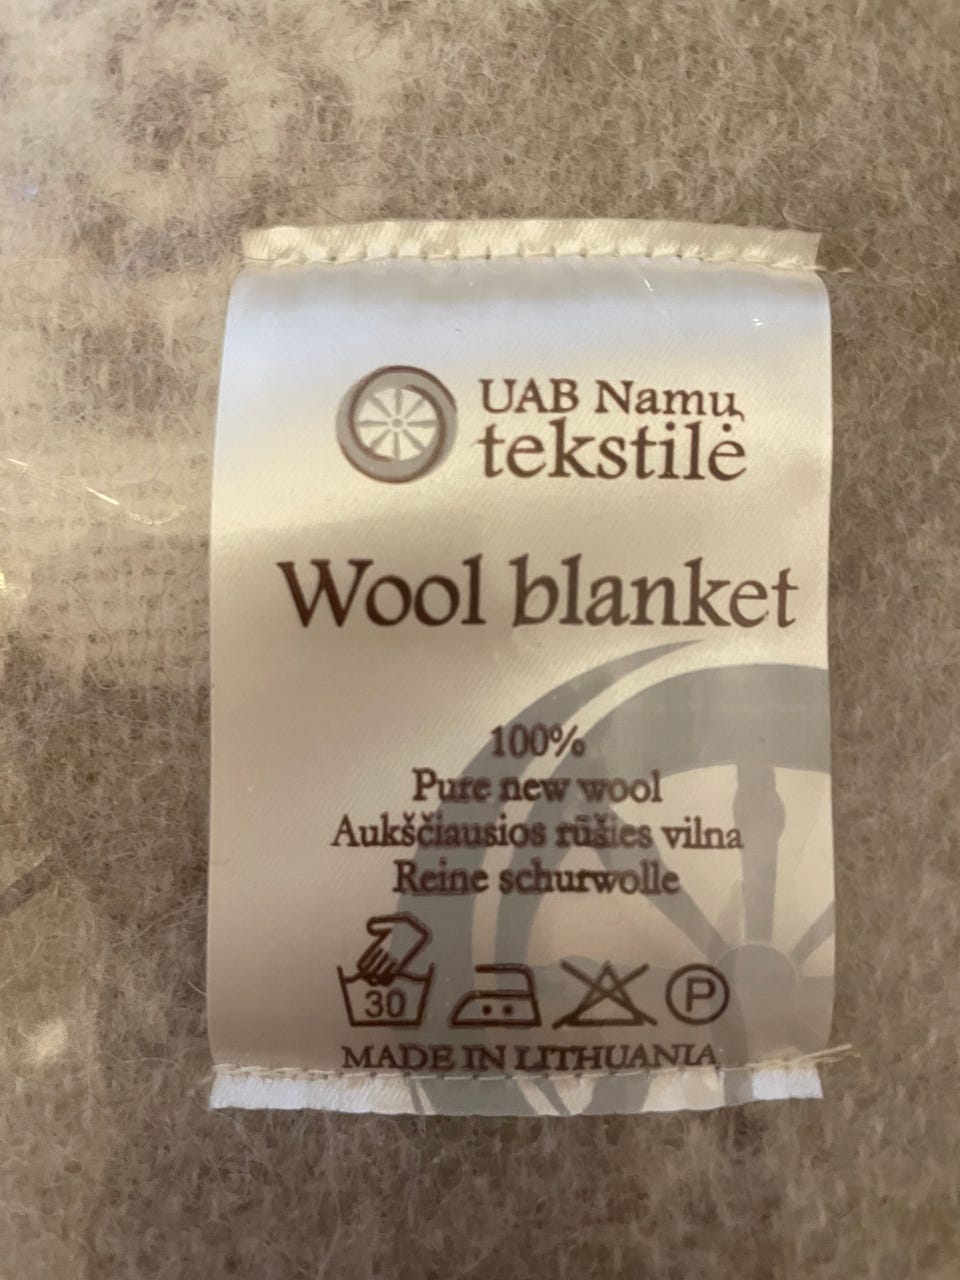 UAB Namų
tekstilė
Wool blanket
100%
Pure new wool
Aukščiausios rūšies vilna
Reine schurwolle
30
P
MADE IN LITHUANIA